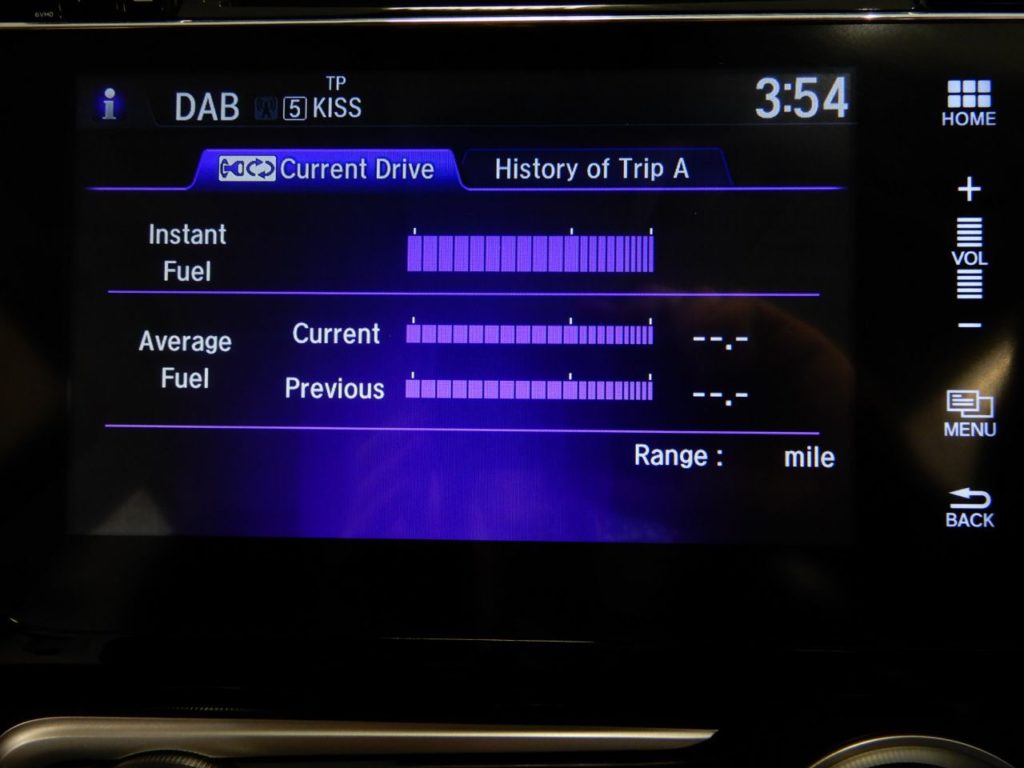 TP
DAB 5 KISS 3:54
HOME
Current Drive History of Trip A
+
Instant
Fuel
VOL
Average
Fuel
Current --.-
Previous --.-
−
MENU
Range : mile
BACK